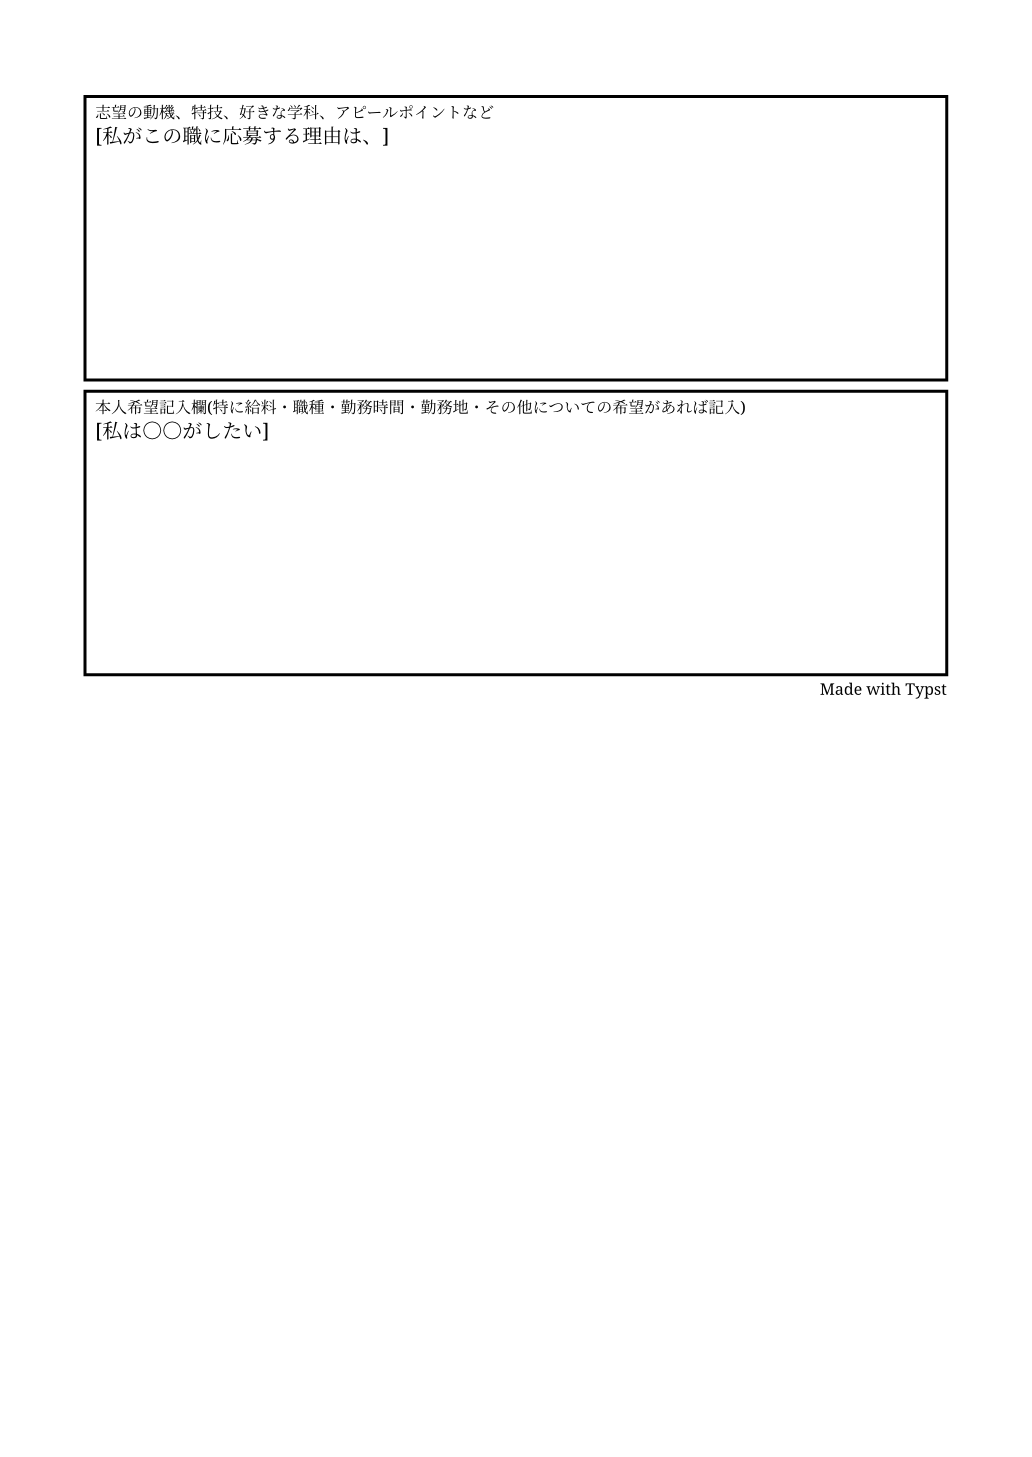 志望の動機、特技、好きな学科、アピールポイントなど
[私がこの職に応募する理由は、]
本人希望記入欄(特に給料・職種・勤務時間・勤務地・その他についての希望があれば記入)
[私は〇〇がしたい]
Made with Typst